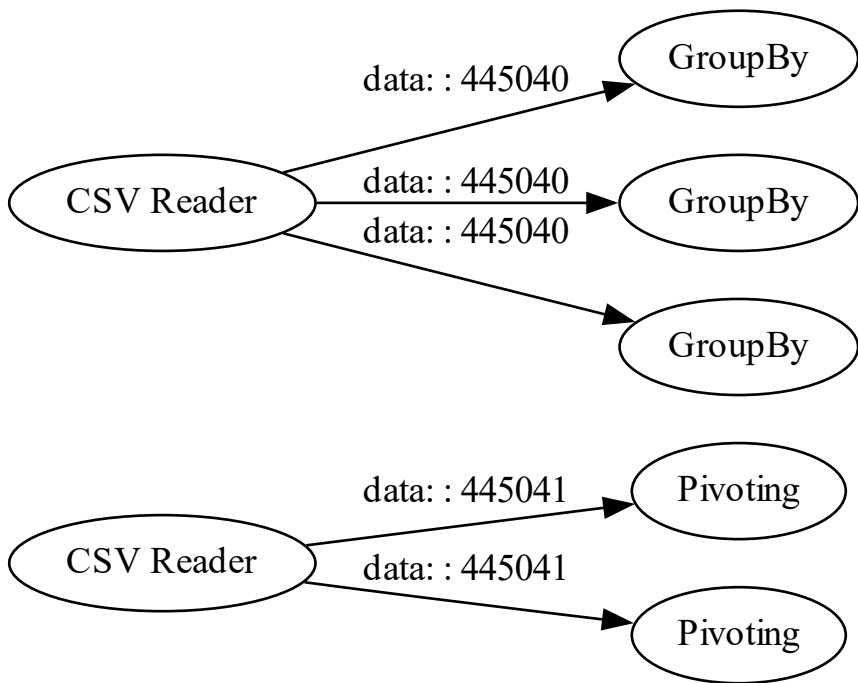 GroupBy
data: : 445040
CSV Reader
data: : 445040
GroupBy
data: : 445040
GroupBy
data: : 445041
Pivoting
CSV Reader
data: : 445041
Pivoting